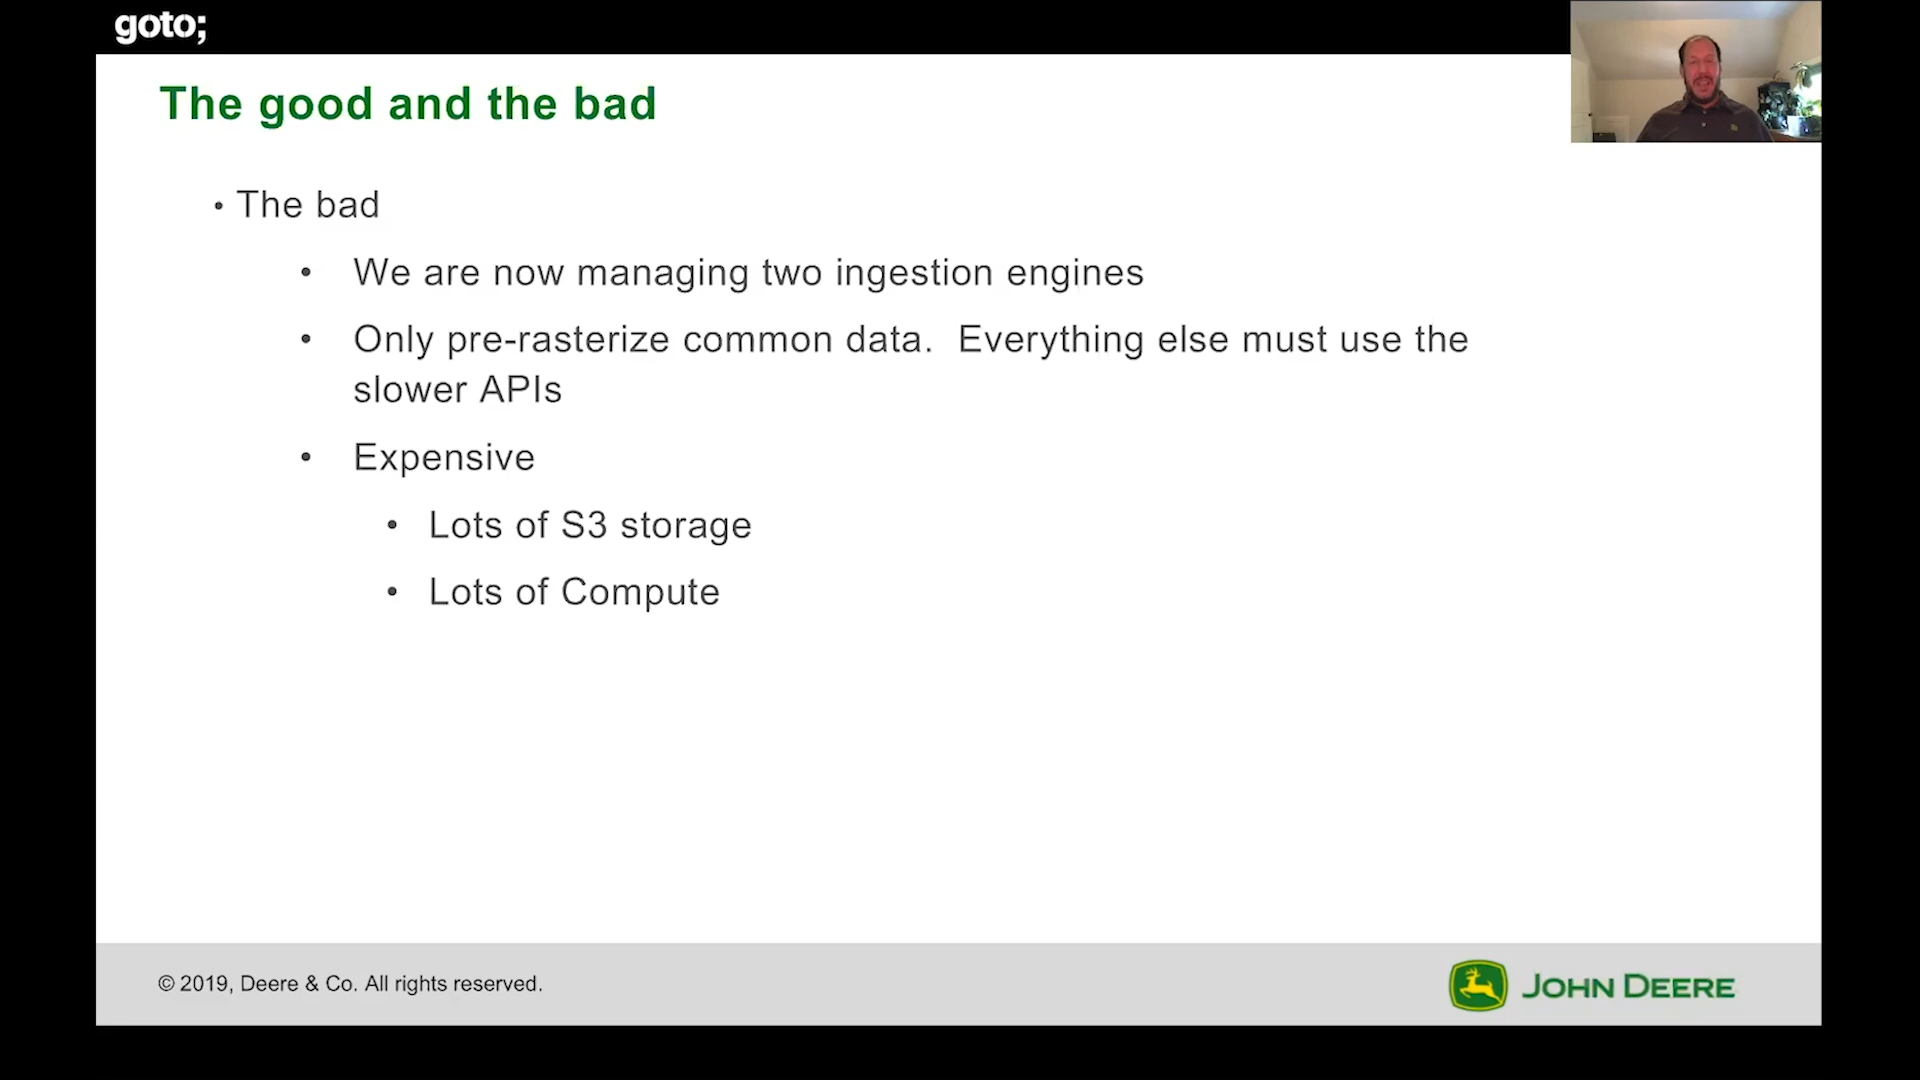 goto;
The good and the bad
• The bad
• We are now managing two ingestion engines
• Only pre-rasterize common data.  Everything else must use the
slower APIs
• Expensive
• Lots of S3 storage
• Lots of Compute
© 2019, Deere & Co. All rights reserved.
JOHN DEERE